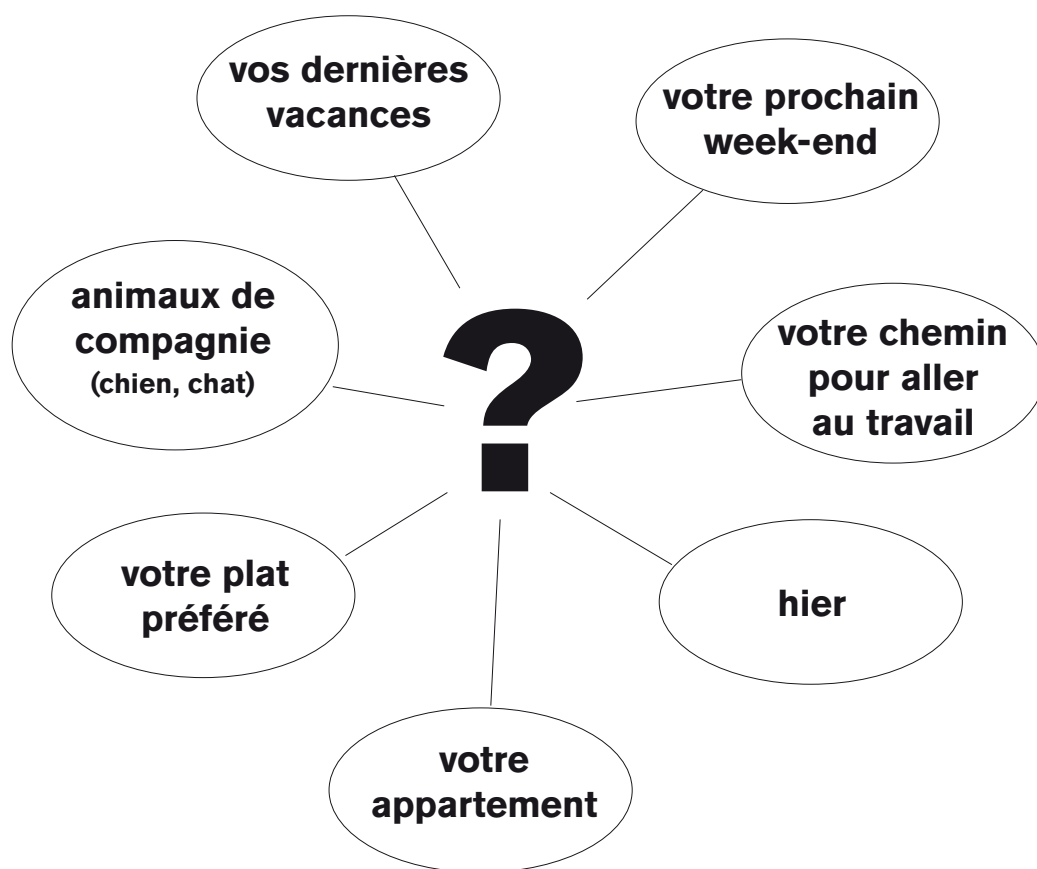 vos dernières
vacances
votre prochain
week-end
animaux de
compagnie
(chien, chat)
?
votre chemin
pour aller
au travail
votre plat
préféré
hier
votre
appartement